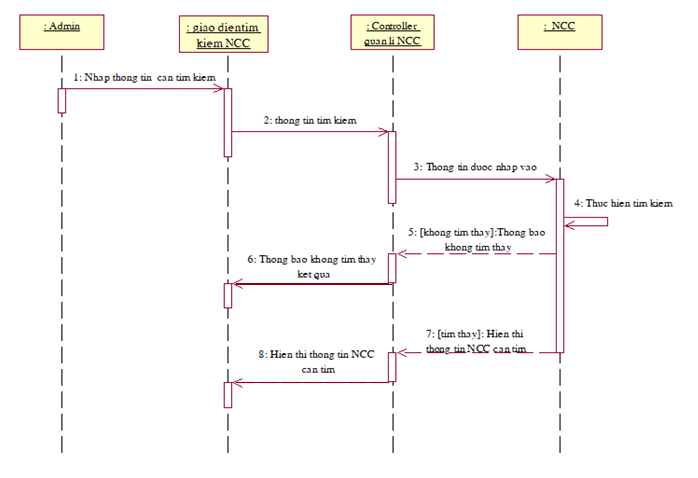 : Admin
: giao dientim
kiem NCC
: Controller
quan li NCC
: NCC
1: Nhap thong tin can tim kiem
2: thong tin tim kiem
3: Thong tin duoc nhap vao
4: Thuc hien tim kiem
5: [khong tim thay]:Thong bao
khong tim thay
6: Thong bao khong tim thay
ket qua
7: [tim thay]: Hien thi
thong tin NCC can tim
8: Hien thi thong tin NCC
can tim